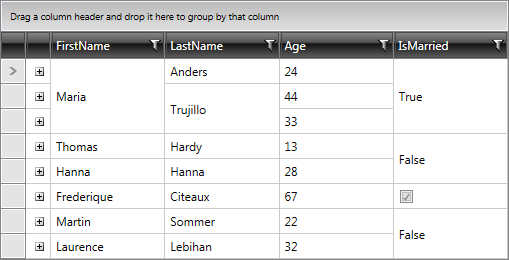 Drag a column header and drop it here to group by that column
FirstName LastName Age IsMarried
Anders 24
Maria 44 True
Trujillo
33
Thomas Hardy 13
False
Hanna Hanna 28
Frederique Citeaux 67
Martin Sommer 22
False
Laurence Lebihan 32